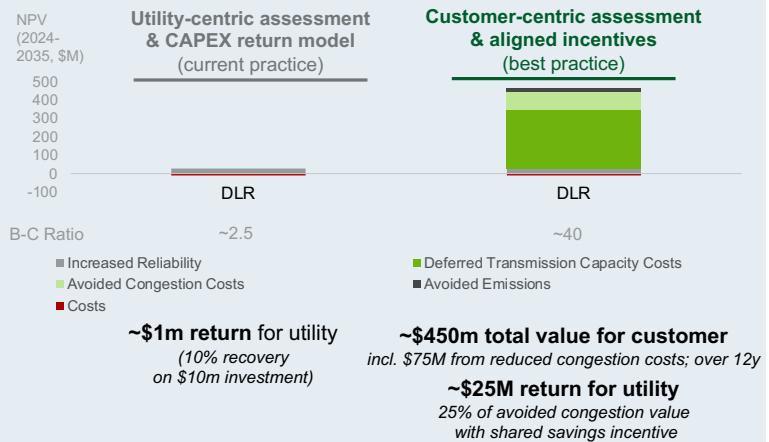 NPV
(2024-
2035, $M)
Utility-centric assessment
& CAPEX return model
(current practice)
Customer-centric assessment
& aligned incentives
(best practice)
500
400
300
200
100
0
-100
DLR
DLR
B-C Ratio
~2.5
~40
Increased Reliability
Deferred Transmission Capacity Costs
Avoided Congestion Costs
Avoided Emissions
Costs
~$1m return for utility
(10% recovery
on $10m investment)
~$450m total value for customer
incl. $75M from reduced congestion costs; over 12y
~$25M return for utility
25% of avoided congestion value
with shared savings incentive